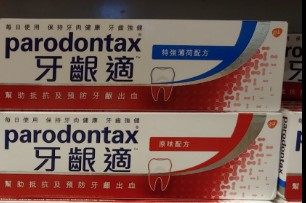 每日使用 保持牙肉健康 牙齒強健
parodontax
牙齦適
特強薄荷配方
幫助抵抗及預防牙齦出血
每日使用 保持牙肉健康 牙齒強健
parodontax
牙齦適
原味配方
幫助抵抗及預防牙齦出血